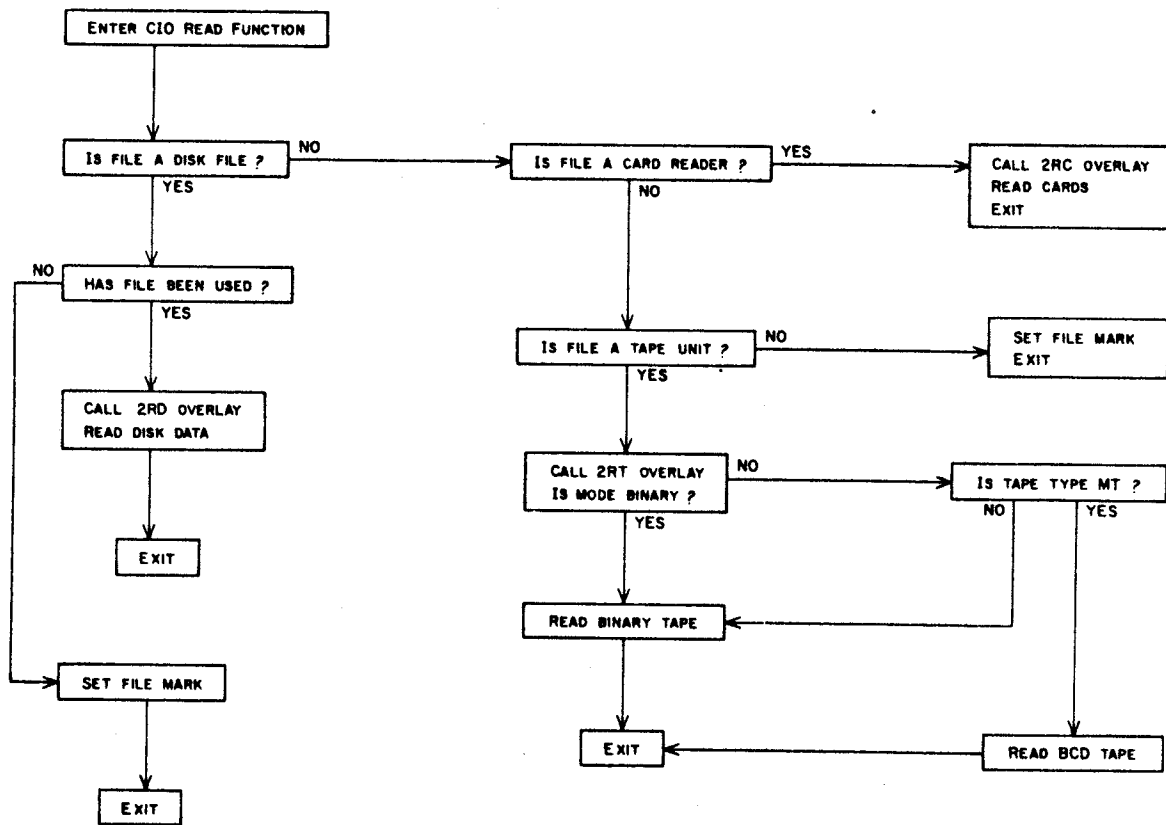 ENTER CIO READ FUNCTION
IS FILE A DISK FILE ?
NO
YES
IS FILE A CARD READER ?
YES
NO
CALL 2RC OVERLAY
READ CARDS
EXIT
NO
HAS FILE BEEN USED ?
YES
IS FILE A TAPE UNIT ?
NO
YES
SET FILE MARK
EXIT
CALL 2RD OVERLAY
READ DISK DATA
CALL 2RT OVERLAY
IS MODE BINARY ?
NO
YES
IS TAPE TYPE MT ?
NO
YES
EXIT
READ BINARY TAPE
SET FILE MARK
EXIT
READ BCD TAPE
EXIT